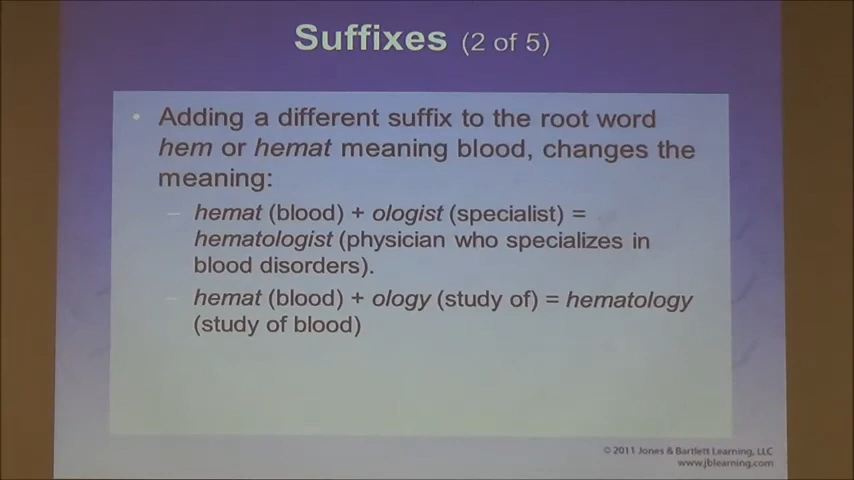 Suffixes (2 of 5)
• Adding a different suffix to the root word
hem or hemat meaning blood, changes the
meaning:
– hemat (blood) + ologist (specialist) =
hematologist (physician who specializes in
blood disorders).
– hemat (blood) + ology (study of) = hematology
(study of blood)
© 2011 Jones & Bartlett Learning, LLC
www.jblearning.com